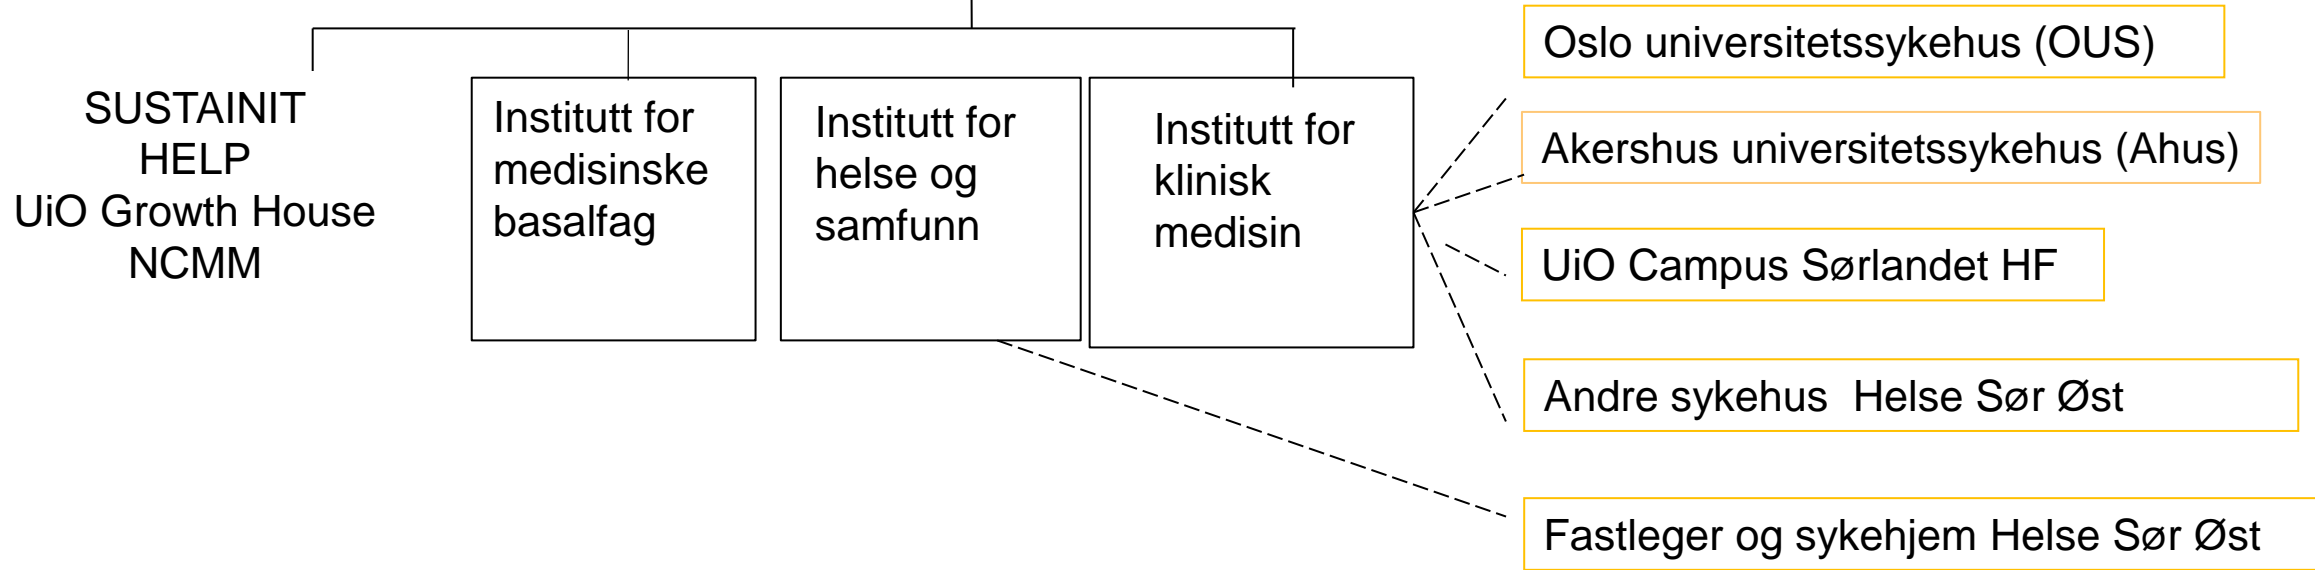 SUSTAINIT
HELP
UiO Growth House
NCMM
Institutt for
medisinske
basalfag
Institutt for
helse og
samfunn
Institutt for
klinisk
medisin
Oslo universitetssykehus (OUS)
Akershus universitetssykehus (Ahus)
UiO Campus Sørlandet HF
Andre sykehus  Helse Sør Øst
Fastleger og sykehjem Helse Sør Øst